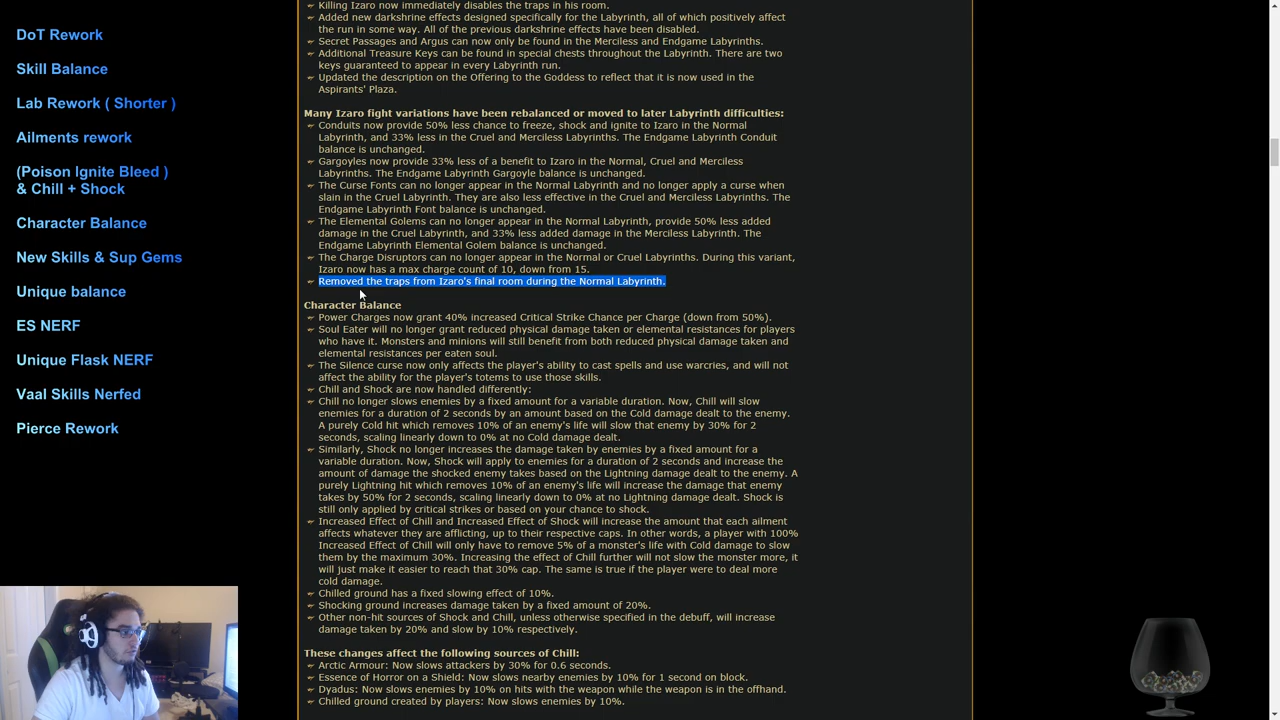 DoT Rework
Skill Balance
Lab Rework ( Shorter )
Ailments rework
(Poison Ignite Bleed )
& Chill + Shock
Character Balance
New Skills & Sup Gems
Unique balance
ES NERF
Unique Flask NERF
Vaal Skills Nerfed
Pierce Rework
Killing Izaro now immediately disables the traps in his room.
Added new darkshrine effects designed specifically for the Labyrinth, all of which positively affect
the run in some way. All of the previous darkshrine effects have been disabled.
Secret Passages and Argus can now only be found in the Merciless and Endgame Labyrinths.
Additional Treasure Keys can be found in special chests throughout the Labyrinth. There are two
keys guaranteed to appear in every Labyrinth run.
Updated the description on the Offering to the Goddess to reflect that it is now used in the
Aspirants' Plaza.
Many Izaro fight variations have been rebalanced or moved to later Labyrinth difficulties:
Conduits now provide 50% less chance to freeze, shock and ignite to Izaro in the Normal
Labyrinth, and 33% less in the Cruel and Merciless Labyrinths. The Endgame Labyrinth Conduit
balance is unchanged.
Gargoyles now provide 33% less of a benefit to Izaro in the Normal, Cruel and Merciless
Labyrinths. The Endgame Labyrinth Gargoyle balance is unchanged.
The Curse Fonts can no longer appear in the Normal Labyrinth and no longer apply a curse when
slain in the Cruel Labyrinth. They are also less effective in the Cruel and Merciless Labyrinths. The
Endgame Labyrinth Font balance is unchanged.
The Elemental Golems can no longer appear in the Normal Labyrinth, provide 50% less added
damage in the Cruel Labyrinth, and 33% less added damage in the Merciless Labyrinth. The
Endgame Labyrinth Elemental Golem balance is unchanged.
The Charge Disruptors can no longer appear in the Normal or Cruel Labyrinths. During this variant,
Izaro now has a max charge count of 10, down from 15.
Removed the traps from Izaro's final room during the Normal Labyrinth.
Character Balance
Power Charges now grant 40% increased Critical Strike Chance per Charge (down from 50%).
Soul Eater will no longer grant reduced physical damage taken or elemental resistances for players
who have it. Monsters and minions will still benefit from both reduced physical damage taken and
elemental resistances per eaten soul.
The Silence curse now only affects the player's ability to cast spells and use warcries, and will not
affect the ability for the player's totems to use those skills.
Chill and Shock are now handled differently:
Chill no longer slows enemies by a fixed amount for a variable duration. Now, Chill will slow
enemies for a duration of 2 seconds by an amount based on the Cold damage dealt to the enemy.
A purely Cold hit which removes 10% of an enemy's life will slow that enemy by 30% for 2
seconds, scaling linearly down to 0% at no Cold damage dealt.
Similarly, Shock no longer increases the damage taken by enemies by a fixed amount for a
variable duration. Now, Shock will apply to enemies for a duration of 2 seconds and increase the
amount of damage the shocked enemy takes based on the Lightning damage dealt to the enemy. A
purely Lightning hit which removes 10% of an enemy's life will increase the damage that enemy
takes by 50% for 2 seconds, scaling linearly down to 0% at no Lightning damage dealt. Shock is
still only applied by critical strikes or based on your chance to shock.
Increased Effect of Chill and Increased Effect of Shock will increase the amount that each ailment
affects whatever they are afflicting, up to their respective caps. In other words, a player with 100%
Increased Effect of Chill will only have to remove 5% of a monster's life with Cold damage to slow
them by the maximum 30%. Increasing the effect of Chill further will not slow the monster more, it
will just make it easier to reach that 30% cap. The same is true if the player were to deal more
cold damage.
Chilled ground has a fixed slowing effect of 10%.
Shocking ground increases damage taken by a fixed amount of 20%.
Other non-hit sources of Shock and Chill, unless otherwise specified in the debuff, will increase
damage taken by 20% and slow by 10% respectively.
These changes affect the following sources of Chill:
Arctic Armour: Now slows attackers by 30% for 0.6 seconds.
Essence of Horror on a Shield: Now slows nearby enemies by 10% for 1 second on block.
Dyadus: Now slows enemies by 10% on hits with the weapon while the weapon is in the offhand.
Chilled ground created by players: Now slows enemies by 10%.